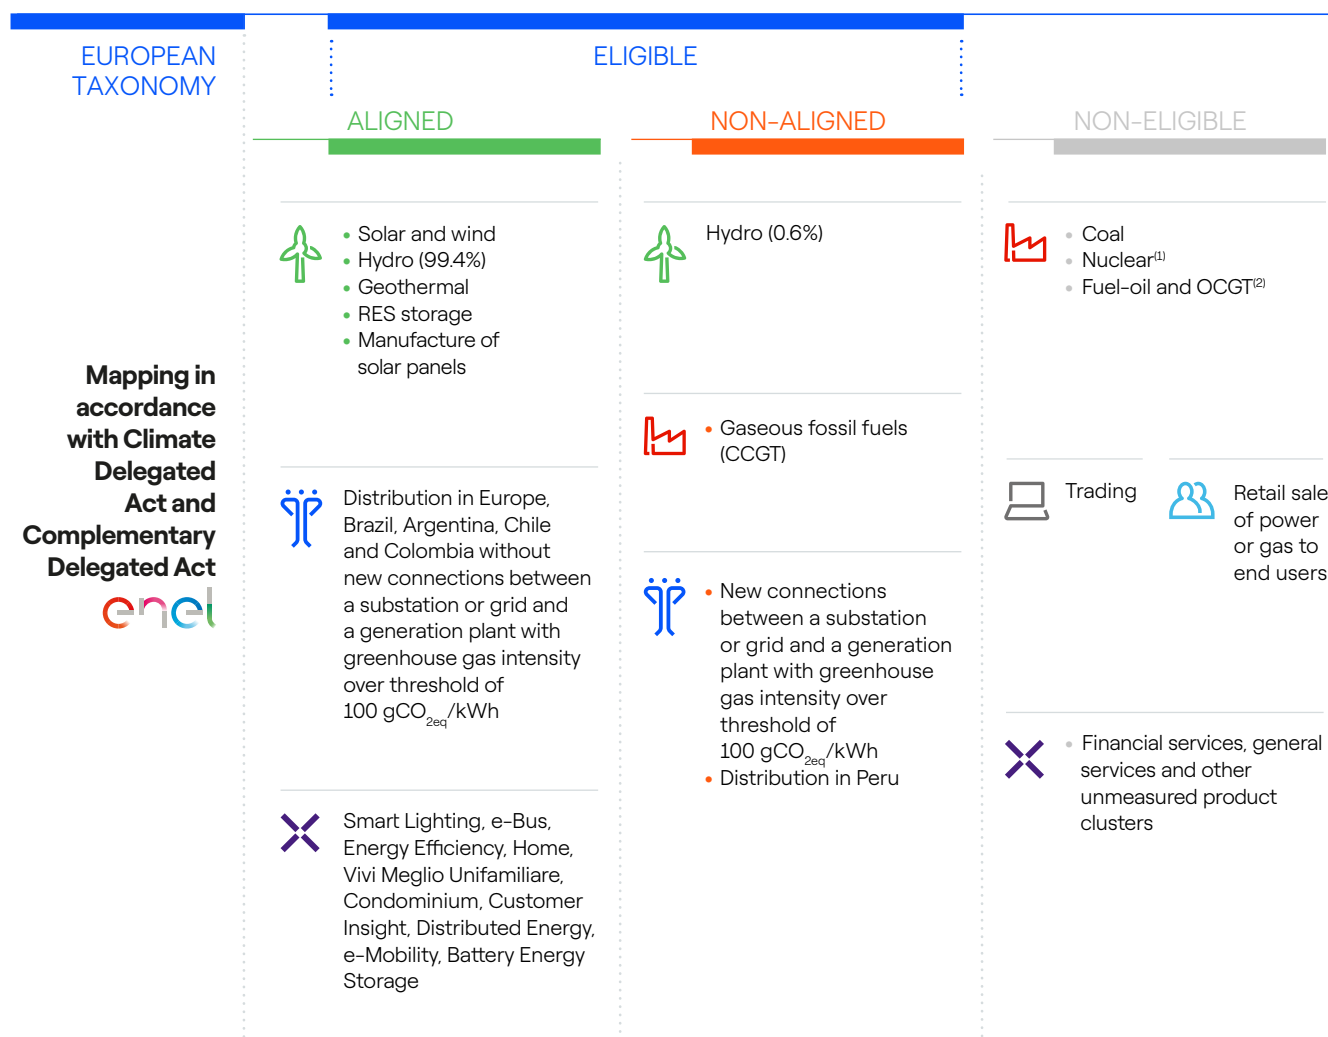 EUROPEAN
TAXONOMY
ELIGIBLE
ALIGNED
NON-ALIGNED
NON-ELIGIBLE
Mapping in
accordance
with Climate
Delegated
Act and
Complementary
Delegated Act
enel
• Solar and wind
• Hydro (99.4%)
• Geothermal
• RES storage
• Manufacture of
solar panels
Distribution in Europe,
Brazil, Argentina, Chile
and Colombia without
new connections between
a substation or grid and
a generation plant with
greenhouse gas intensity
over threshold of
100 gCO2eq/kWh
Smart Lighting, e-Bus,
Energy Efficiency, Home,
Vivi Meglio Unifamiliare,
Condominium, Customer
Insight, Distributed Energy,
e-Mobility, Battery Energy
Storage
Hydro (0.6%)
• Gaseous fossil fuels
(CCGT)
• New connections
between a substation
or grid and a generation
plant with greenhouse
gas intensity over
threshold of
100 gCO2eq/kWh
• Distribution in Peru
• Coal
• Nuclear(1)
• Fuel-oil and OCGT(2)
Trading
Retail sale
of power
or gas to
end users
• Financial services, general
services and other
unmeasured product
clusters